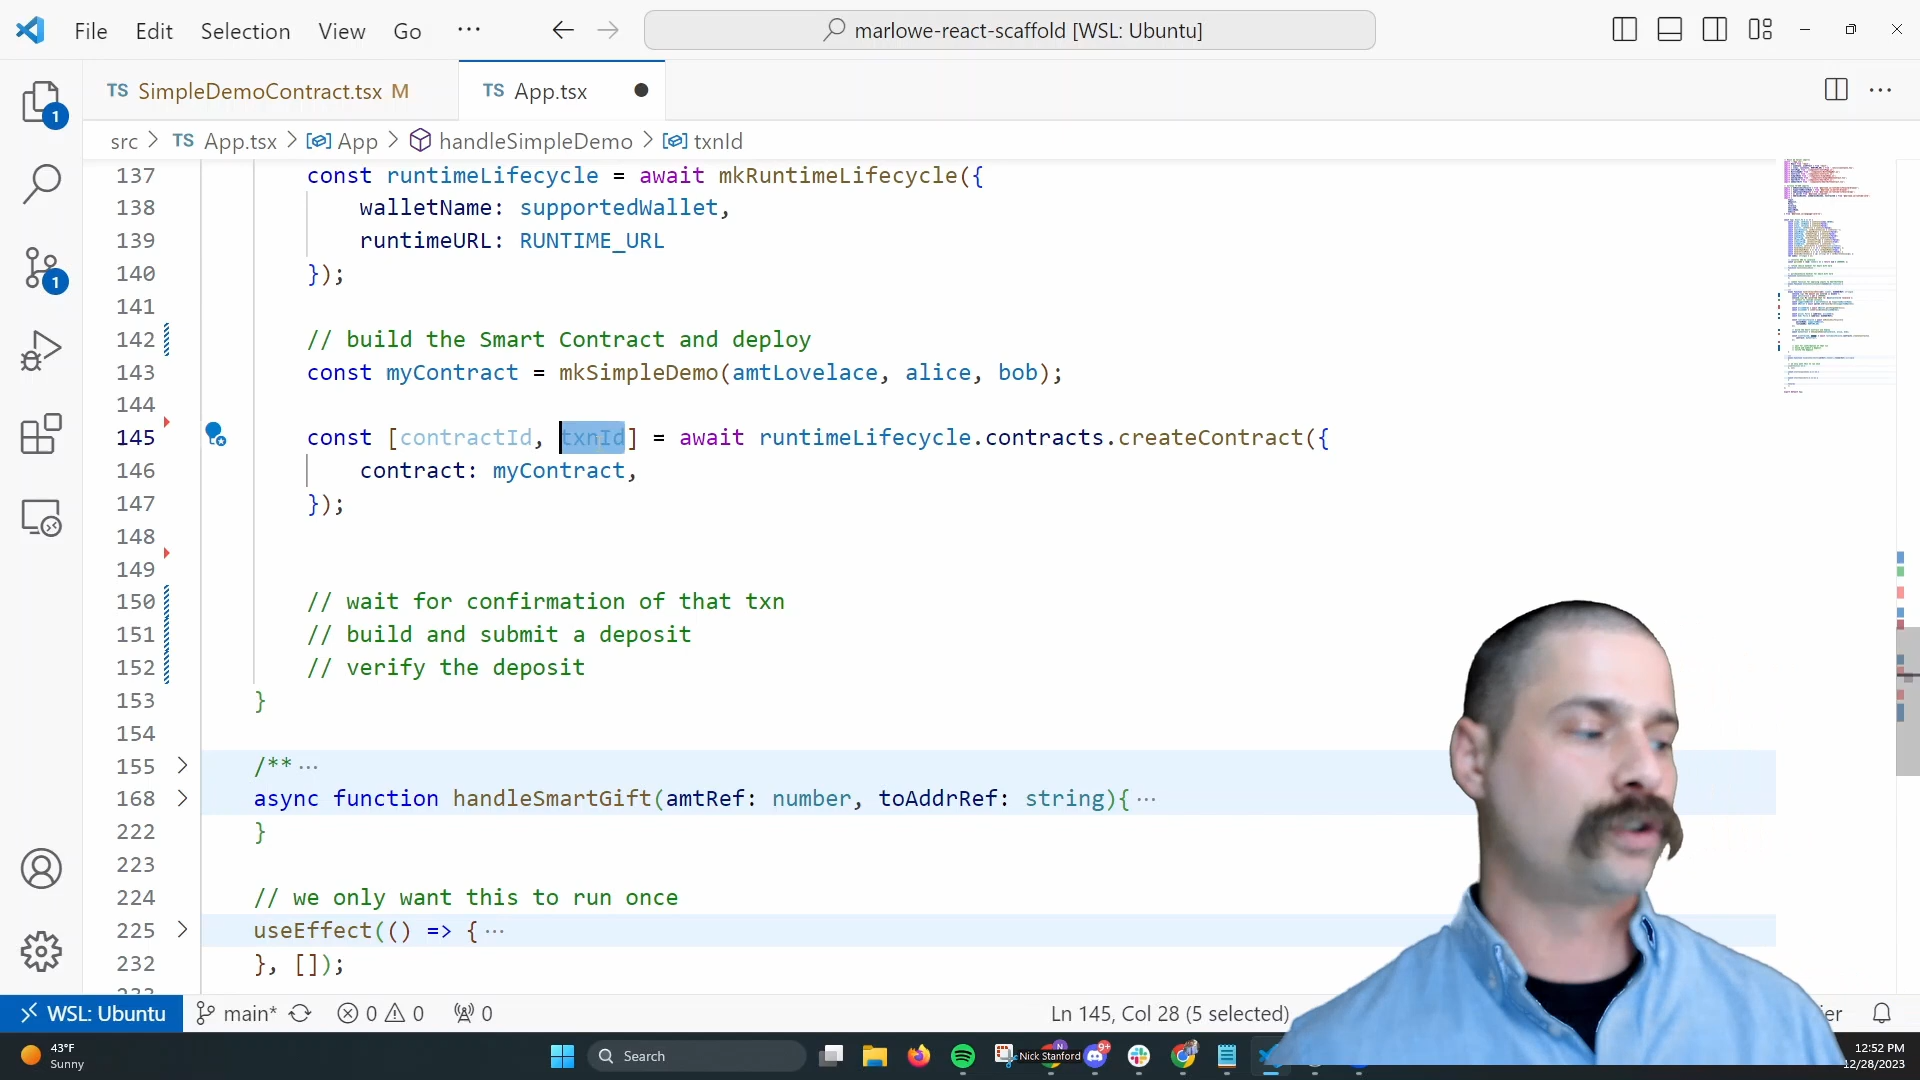 File Edit Selection View Go ··· marlowe-react-scaffold [WSL: Ubuntu]
TS SimpleDemoContract.tsx M TS App.tsx
src > TS App.tsx > App > handleSimpleDemo > txnId
137 const runtimeLifecycle = await mkRuntimeLifecycle({
138 walletName: supportedWallet,
139 runtimeURL: RUNTIME_URL
140 });
141
142 // build the Smart Contract and deploy
143 const myContract = mkSimpleDemo(amtLovelace, alice, bob);
144
145 const [contractId, txnId] = await runtimeLifecycle.contracts.createContract({
146 contract: myContract,
147 });
148
149
150 // wait for confirmation of that txn
151 // build and submit a deposit
152 // verify the deposit
153 }
154
155 /** ···
168 async function handleSmartGift(amtRef: number, toAddrRef: string){ ···
222 }
223
224 // we only want this to run once
225 useEffect(() => { ···
232 }, []);
1
1
WSL: Ubuntu main* 0 0 0 Ln 145, Col 28 (5 selected)
43°F
Sunny
Search
Nick Stanford
9+
12:52 PM
12/28/2023